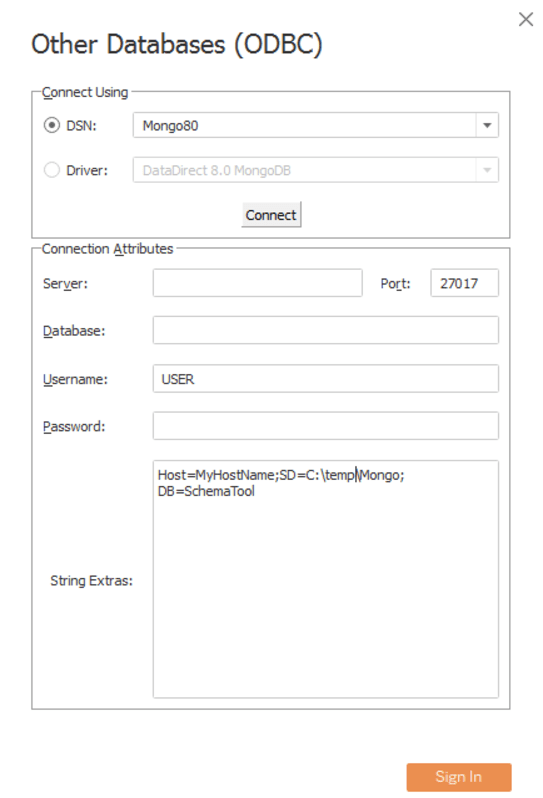 Other Databases (ODBC)
Connect Using
DSN: Mongo80
Driver: DataDirect 8.0 MongoDB
Connect
Connection Attributes
Server: Port: 27017
Database:
Username: USER
Password:
Host=MyHostName;SD=C:\temp\Mongo;
DB=SchemaTool
String Extras:
Sign In